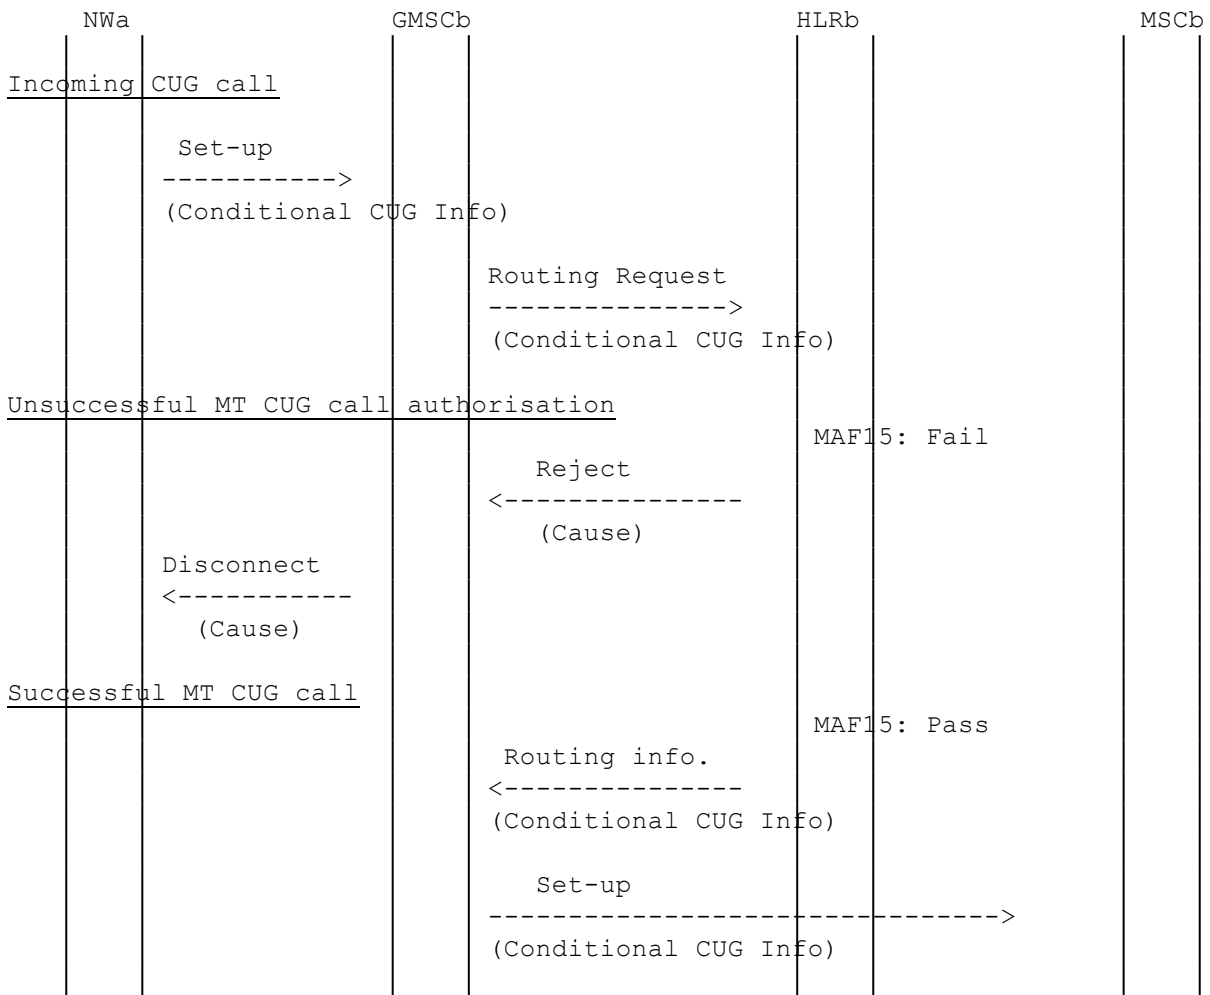 NWa GMSCb HLRb MSCb
Incoming CUG call
Set-up
----------->
(Conditional CUG Info)
Routing Request
--------------->
(Conditional CUG Info)
Unsuccessful MT CUG call authorisation
MAF15: Fail
Reject
<---------------
(Cause)
Disconnect
<-----------
(Cause)
Successful MT CUG call
MAF15: Pass
Routing info.
<---------------
(Conditional CUG Info)
Set-up
-------------------------------->
(Conditional CUG Info)